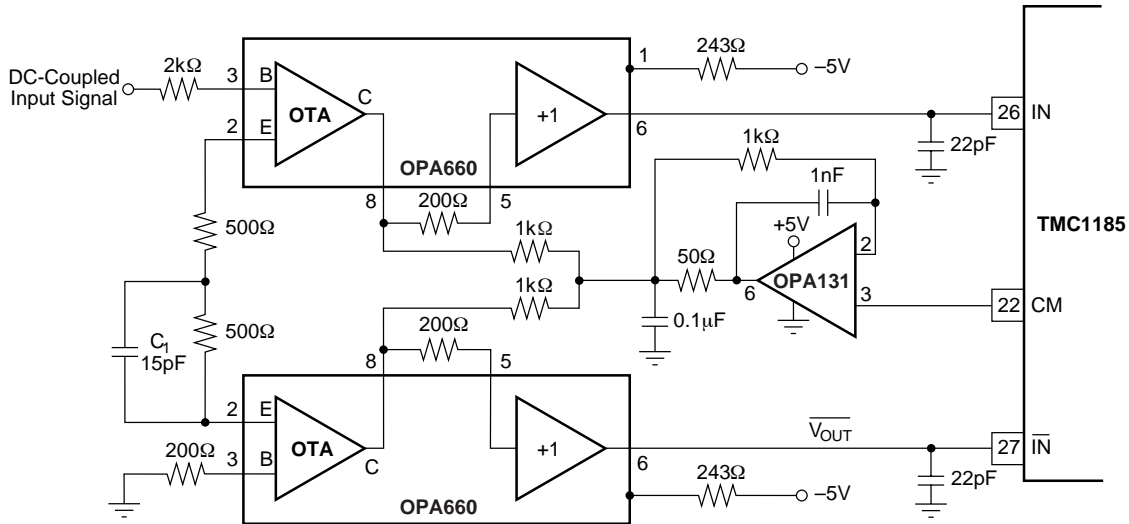 DC-Coupled
Input Signal
2kΩ
3
B
2
E
OTA
C
+1
OPA660
1
243Ω
–5V
6
8
200Ω
5
26
IN
22pF
TMC1185
500Ω
500Ω
C1
15pF
1kΩ
1kΩ
1kΩ
1nF
50Ω
+5V
2
OPA131
6
3
22
CM
0.1µF
200Ω
8
5
2
E
200Ω
3
B
OTA
C
+1
OPA660
VOUT
6
243Ω
–5V
27
IN
22pF